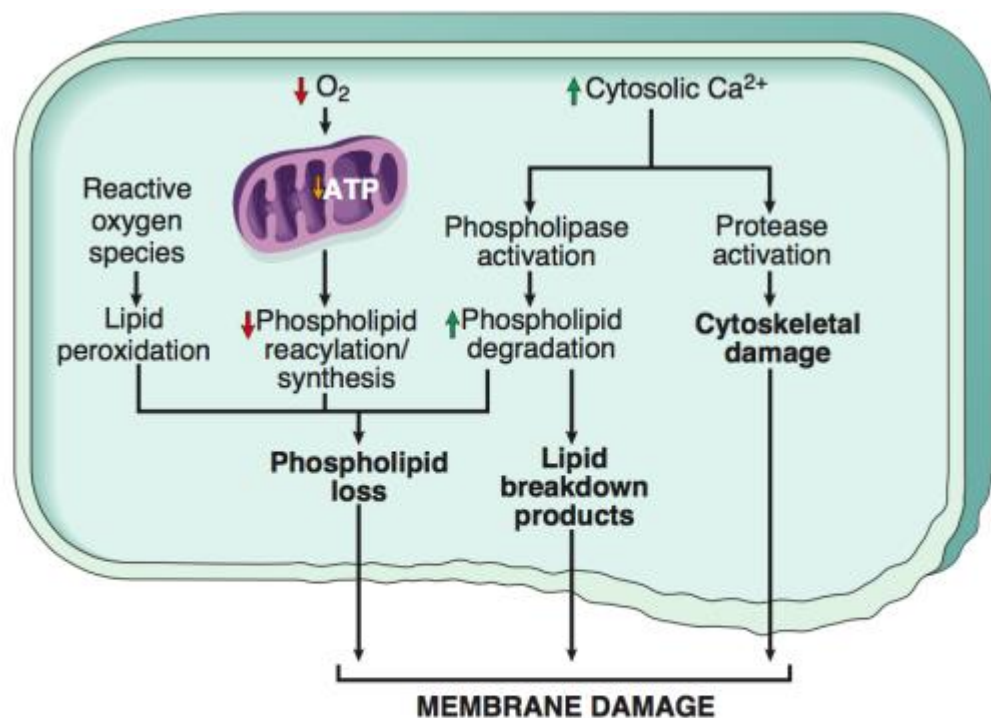 ↓ O₂
↑ Cytosolic Ca²⁺
↓ATP
Reactive
oxygen
species
Phospholipase
activation
Protease
activation
Lipid
peroxidation
↓Phospholipid
reacylation/
synthesis
↑Phospholipid
degradation
Cytoskeletal
damage
Phospholipid
loss
Lipid
breakdown
products
MEMBRANE DAMAGE